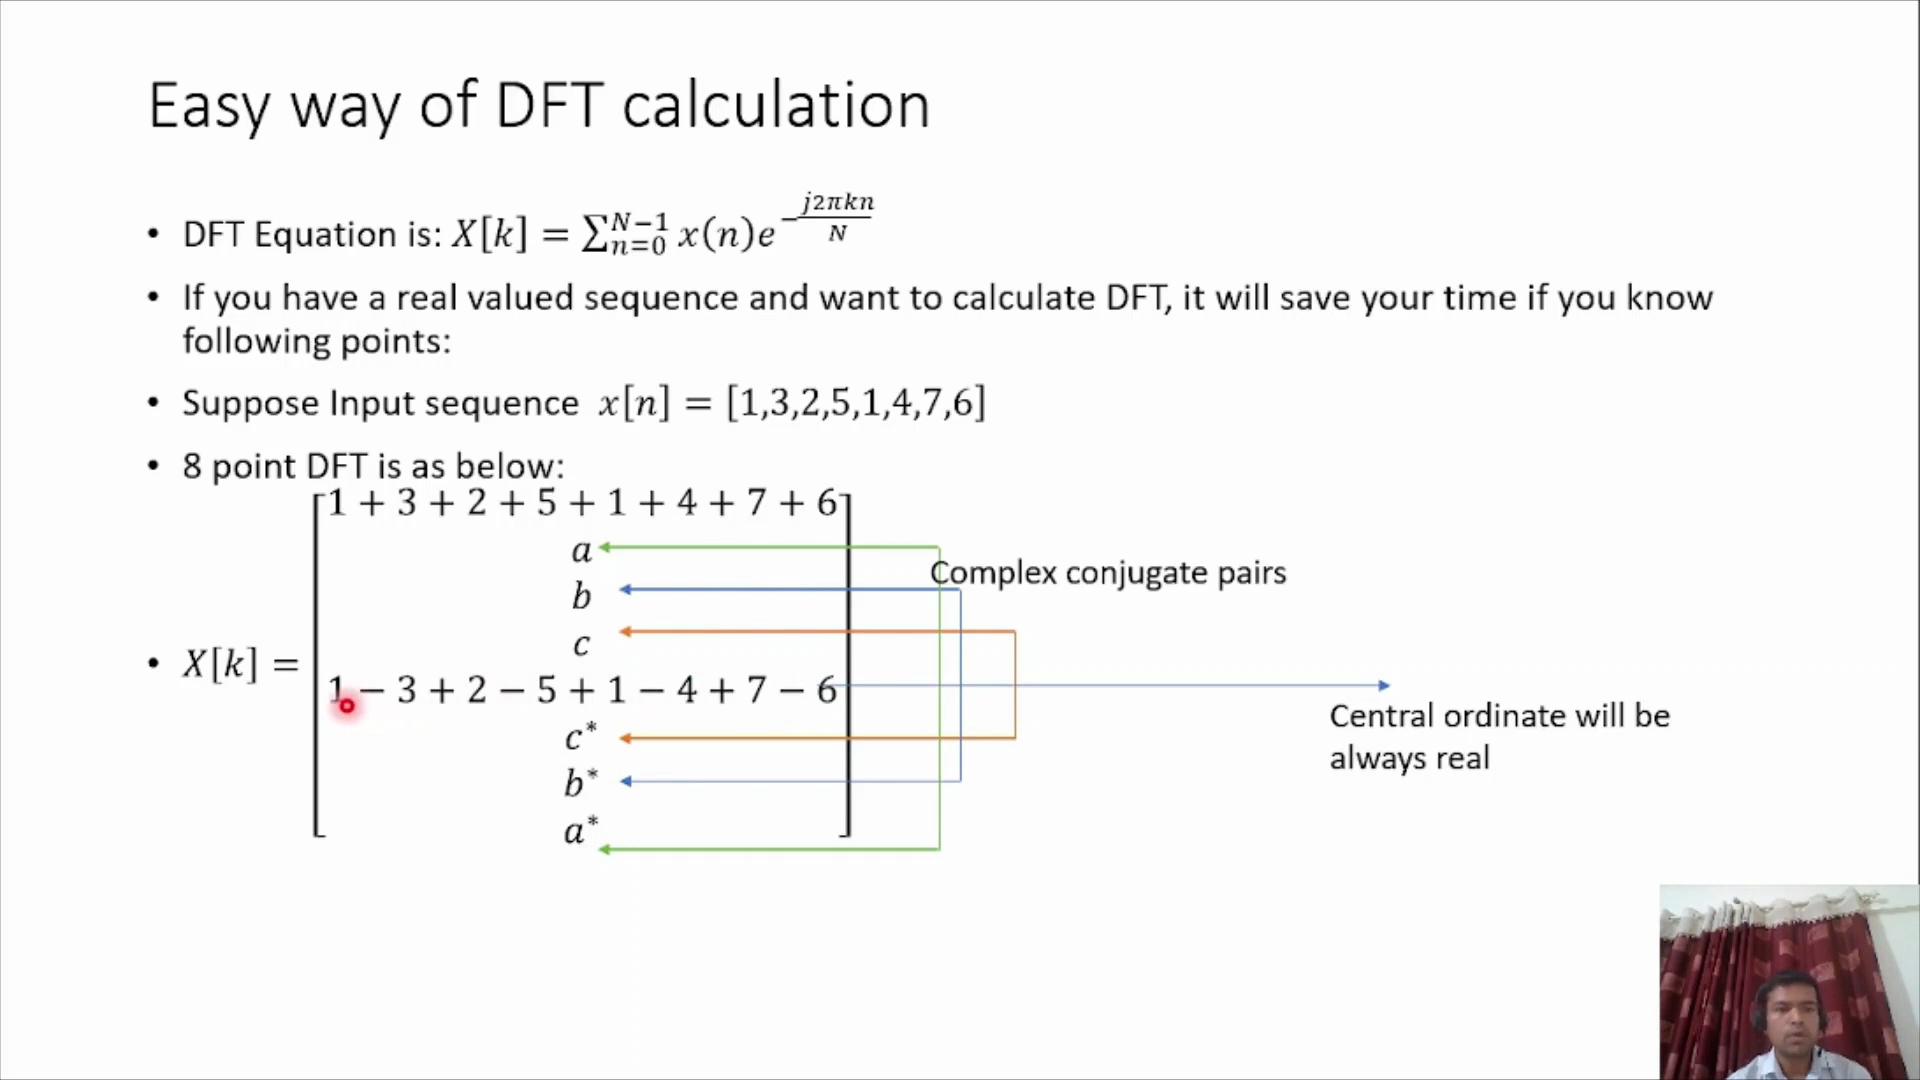 Easy way of DFT calculation
• DFT Equation is: X[k] = ∑_{n=0}^{N−1} x(n)e^{−j2πkn/N}
• If you have a real valued sequence and want to calculate DFT, it will save your time if you know
following points:
• Suppose Input sequence x[n] = [1,3,2,5,1,4,7,6]
• 8 point DFT is as below:
1 + 3 + 2 + 5 + 1 + 4 + 7 + 6
a
Complex conjugate pairs
b
c
• X[k] =
1 − 3 + 2 − 5 + 1 − 4 + 7 − 6
Central ordinate will be
always real
c*
b*
a*